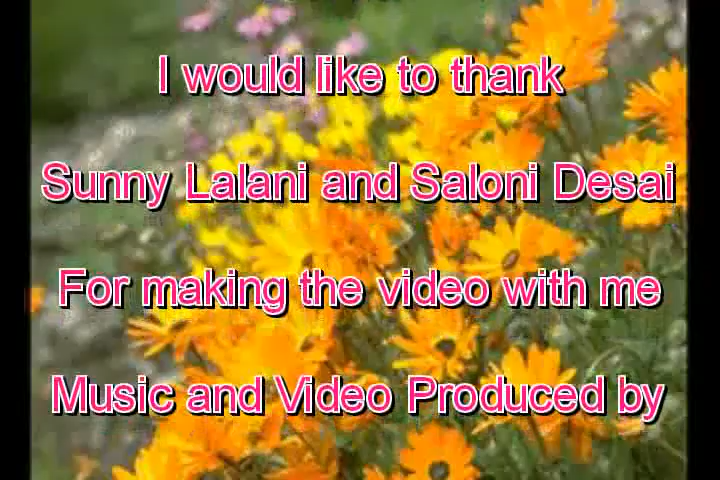 I would like to thank
Sunny Lalani and Saloni Desai
For making the video with me
Music and Video Produced by